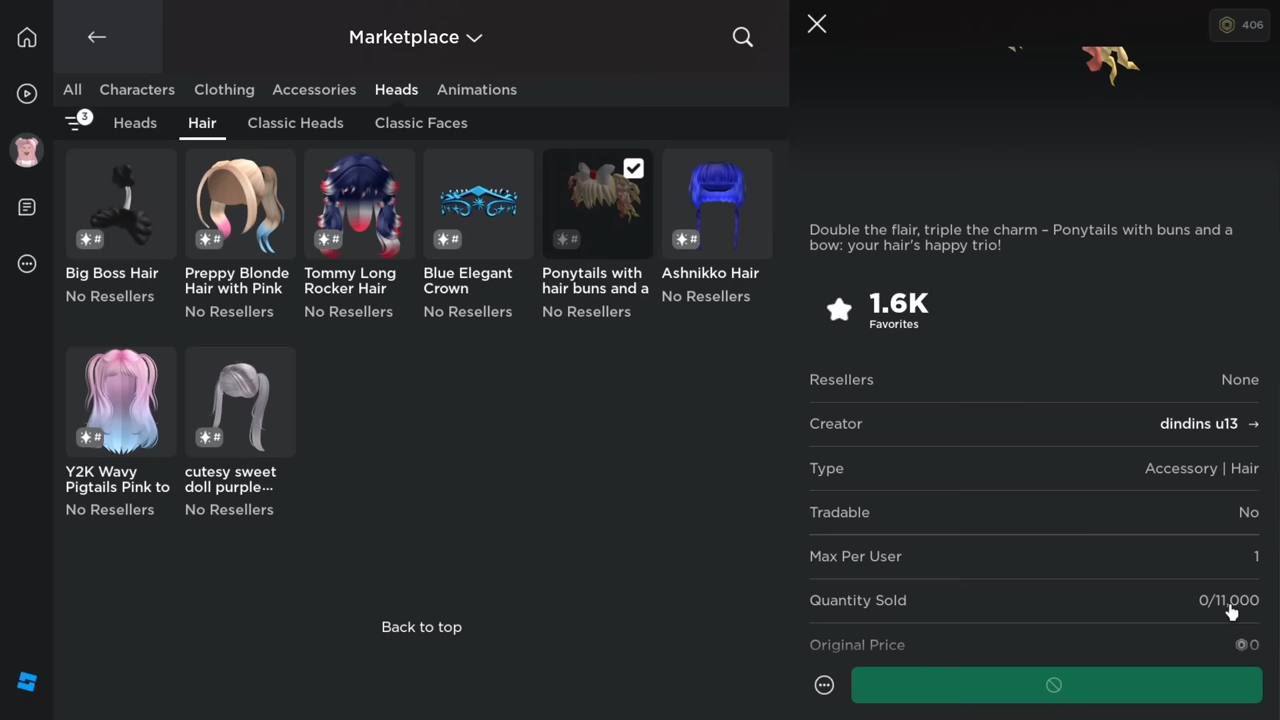 Marketplace
406
All Characters Clothing Accessories Heads Animations
3
Heads Hair Classic Heads Classic Faces
#
#
#
#
#
#
Big Boss Hair
No Resellers
Preppy Blonde
Hair with Pink
No Resellers
Tommy Long
Rocker Hair
No Resellers
Blue Elegant
Crown
No Resellers
Ponytails with
hair buns and a
No Resellers
Ashnikko Hair
No Resellers
#
#
Y2K Wavy
Pigtails Pink to
No Resellers
cutesy sweet
doll purple...
No Resellers
Back to top
Double the flair, triple the charm – Ponytails with buns and a
bow: your hair's happy trio!
1.6K
Favorites
Resellers None
Creator dindins u13 →
Type Accessory | Hair
Tradable No
Max Per User 1
Quantity Sold 0/11,000
Original Price 0